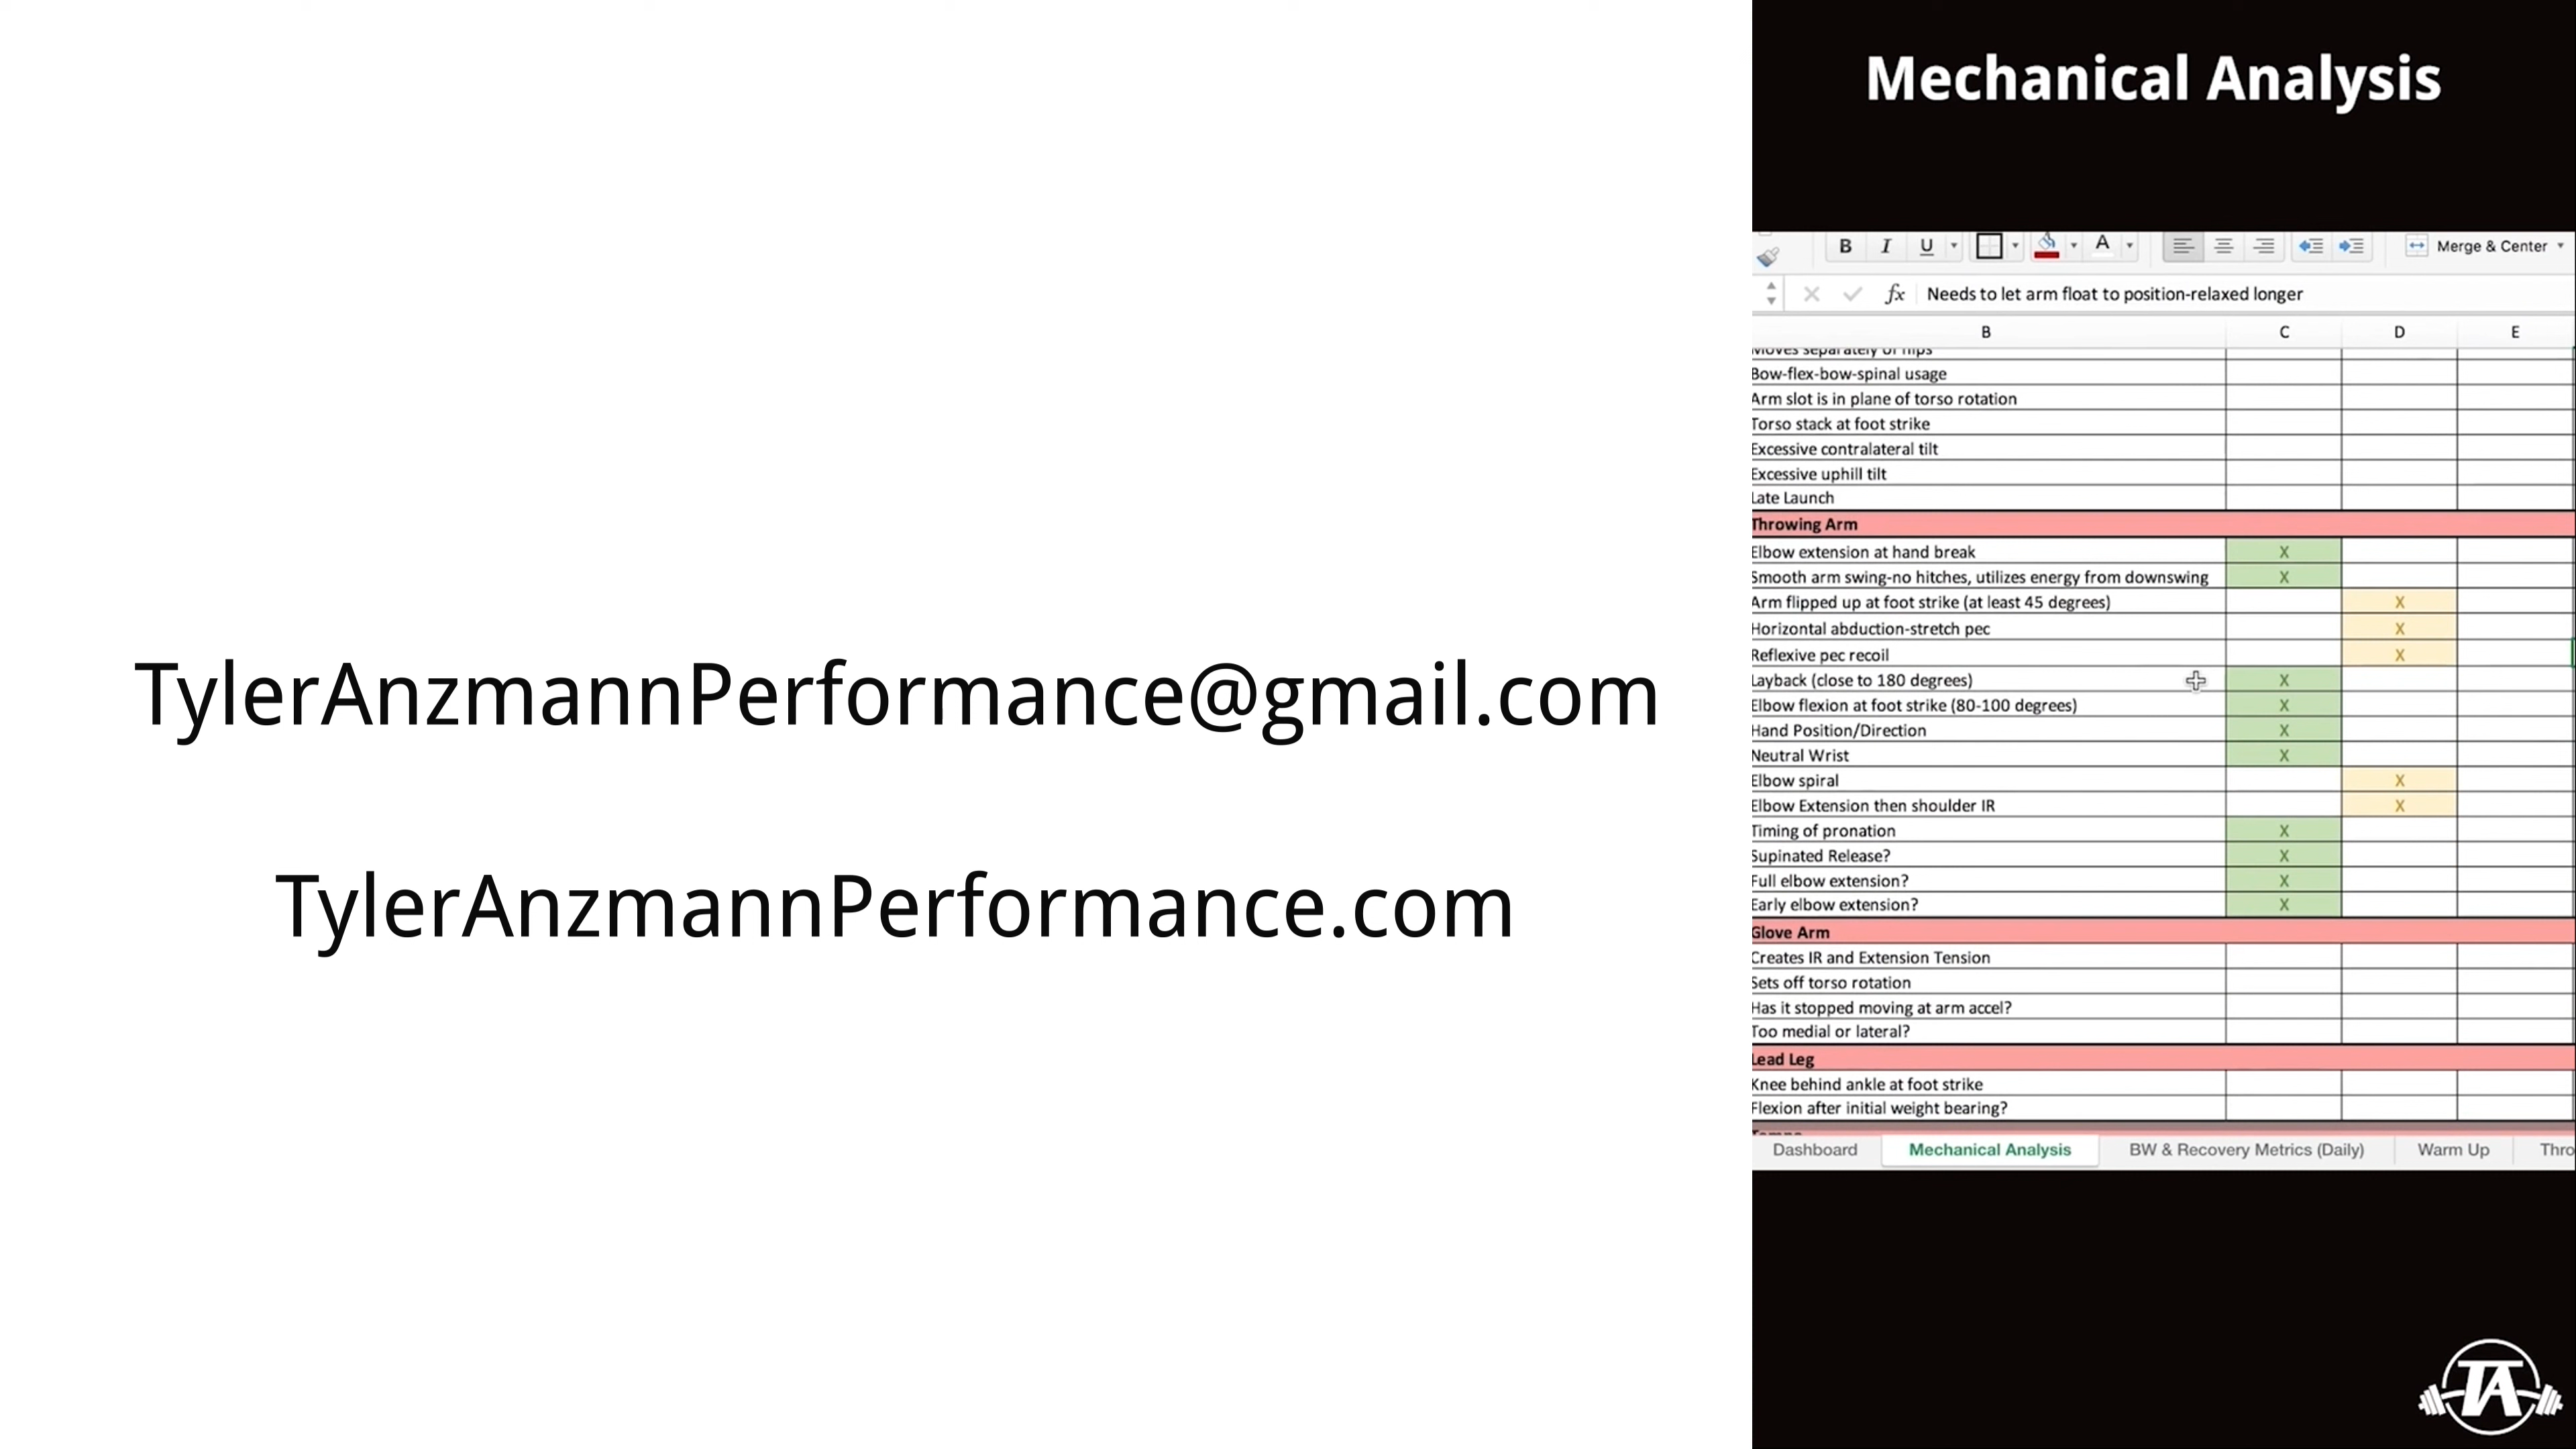 TylerAnzmannPerformance@gmail.com
TylerAnzmannPerformance.com
Mechanical Analysis
B I U A Merge & Center
fx Needs to let arm float to position-relaxed longer
B C D E
Moves separately of hips
Bow-flex-bow-spinal usage
Arm slot is in plane of torso rotation
Torso stack at foot strike
Excessive contralateral tilt
Excessive uphill tilt
Late Launch
Throwing Arm
Elbow extension at hand break X
Smooth arm swing-no hitches, utilizes energy from downswing X
Arm flipped up at foot strike (at least 45 degrees) X
Horizontal abduction-stretch pec X
Reflexive pec recoil X
Layback (close to 180 degrees) X
Elbow flexion at foot strike (80-100 degrees) X
Hand Position/Direction X
Neutral Wrist X
Elbow spiral X
Elbow Extension then shoulder IR X
Timing of pronation X
Supinated Release? X
Full elbow extension? X
Early elbow extension? X
Glove Arm
Creates IR and Extension Tension
Sets off torso rotation
Has it stopped moving at arm accel?
Too medial or lateral?
Lead Leg
Knee behind ankle at foot strike
Flexion after initial weight bearing?
Dashboard Mechanical Analysis BW & Recovery Metrics (Daily) Warm Up Thro
TA